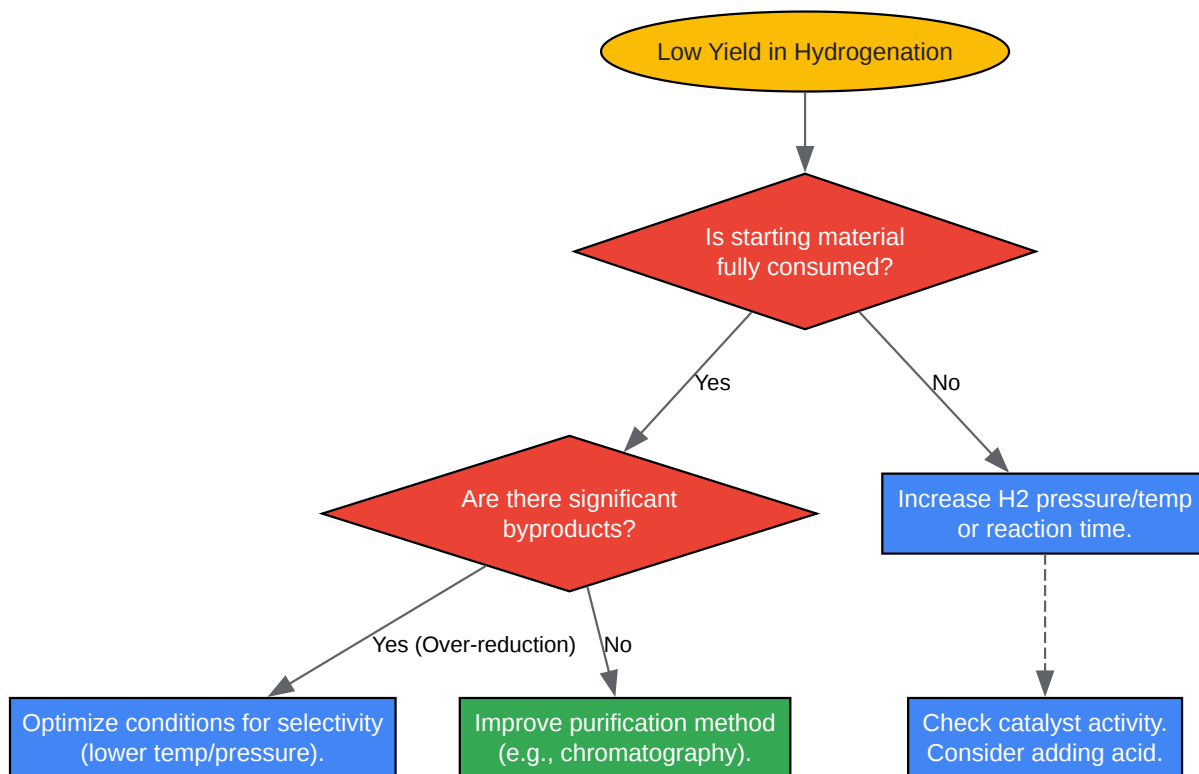 Low Yield in Hydrogenation
Is starting material
fully consumed?
Yes
No
Are there significant
byproducts?
Increase H2 pressure/temp
or reaction time.
Yes (Over-reduction)
No
Optimize conditions for selectivity
(lower temp/pressure).
Improve purification method
(e.g., chromatography).
Check catalyst activity.
Consider adding acid.